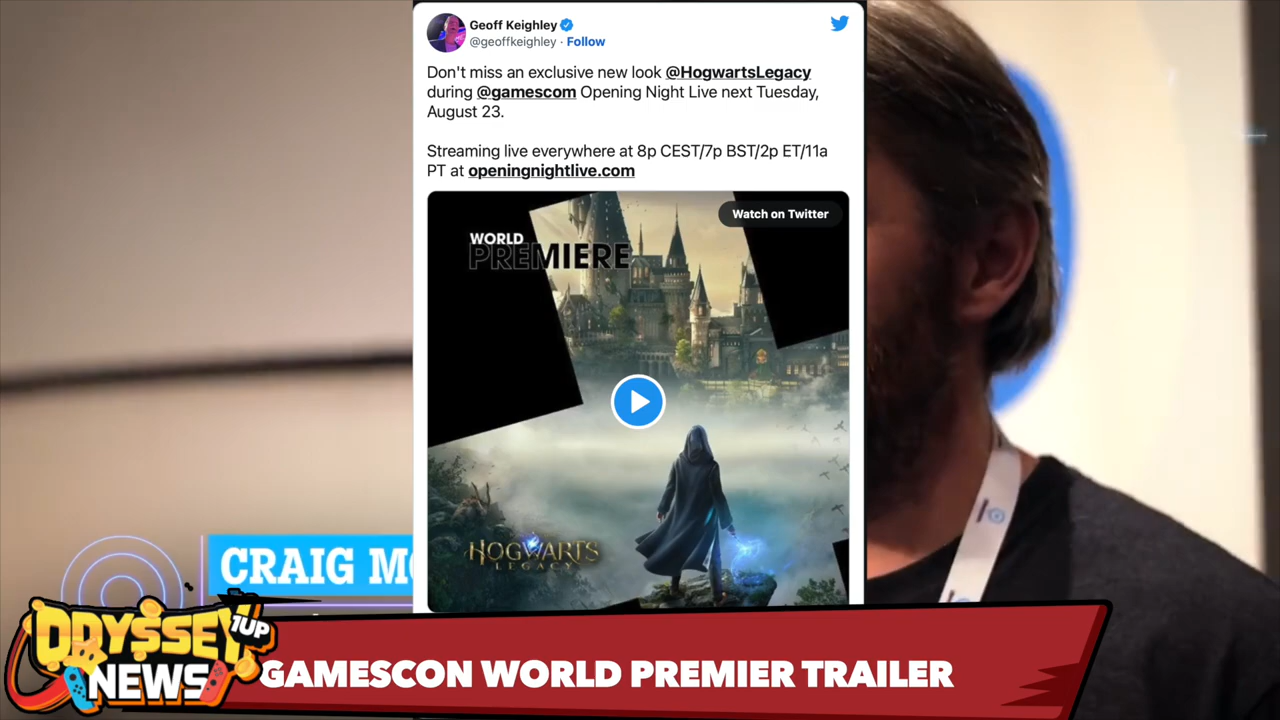 Geoff Keighley
@geoffkeighley · Follow
Don't miss an exclusive new look @HogwartsLegacy
during @gamescom Opening Night Live next Tuesday,
August 23.
Streaming live everywhere at 8p CEST/7p BST/2p ET/11a
PT at openingnightlive.com
Watch on Twitter
WORLD
PREMIERE
HOGWARTS
LEGACY
CRAIG
ODYSSEY
1UP
NEWS
GAMESCON WORLD PREMIER TRAILER